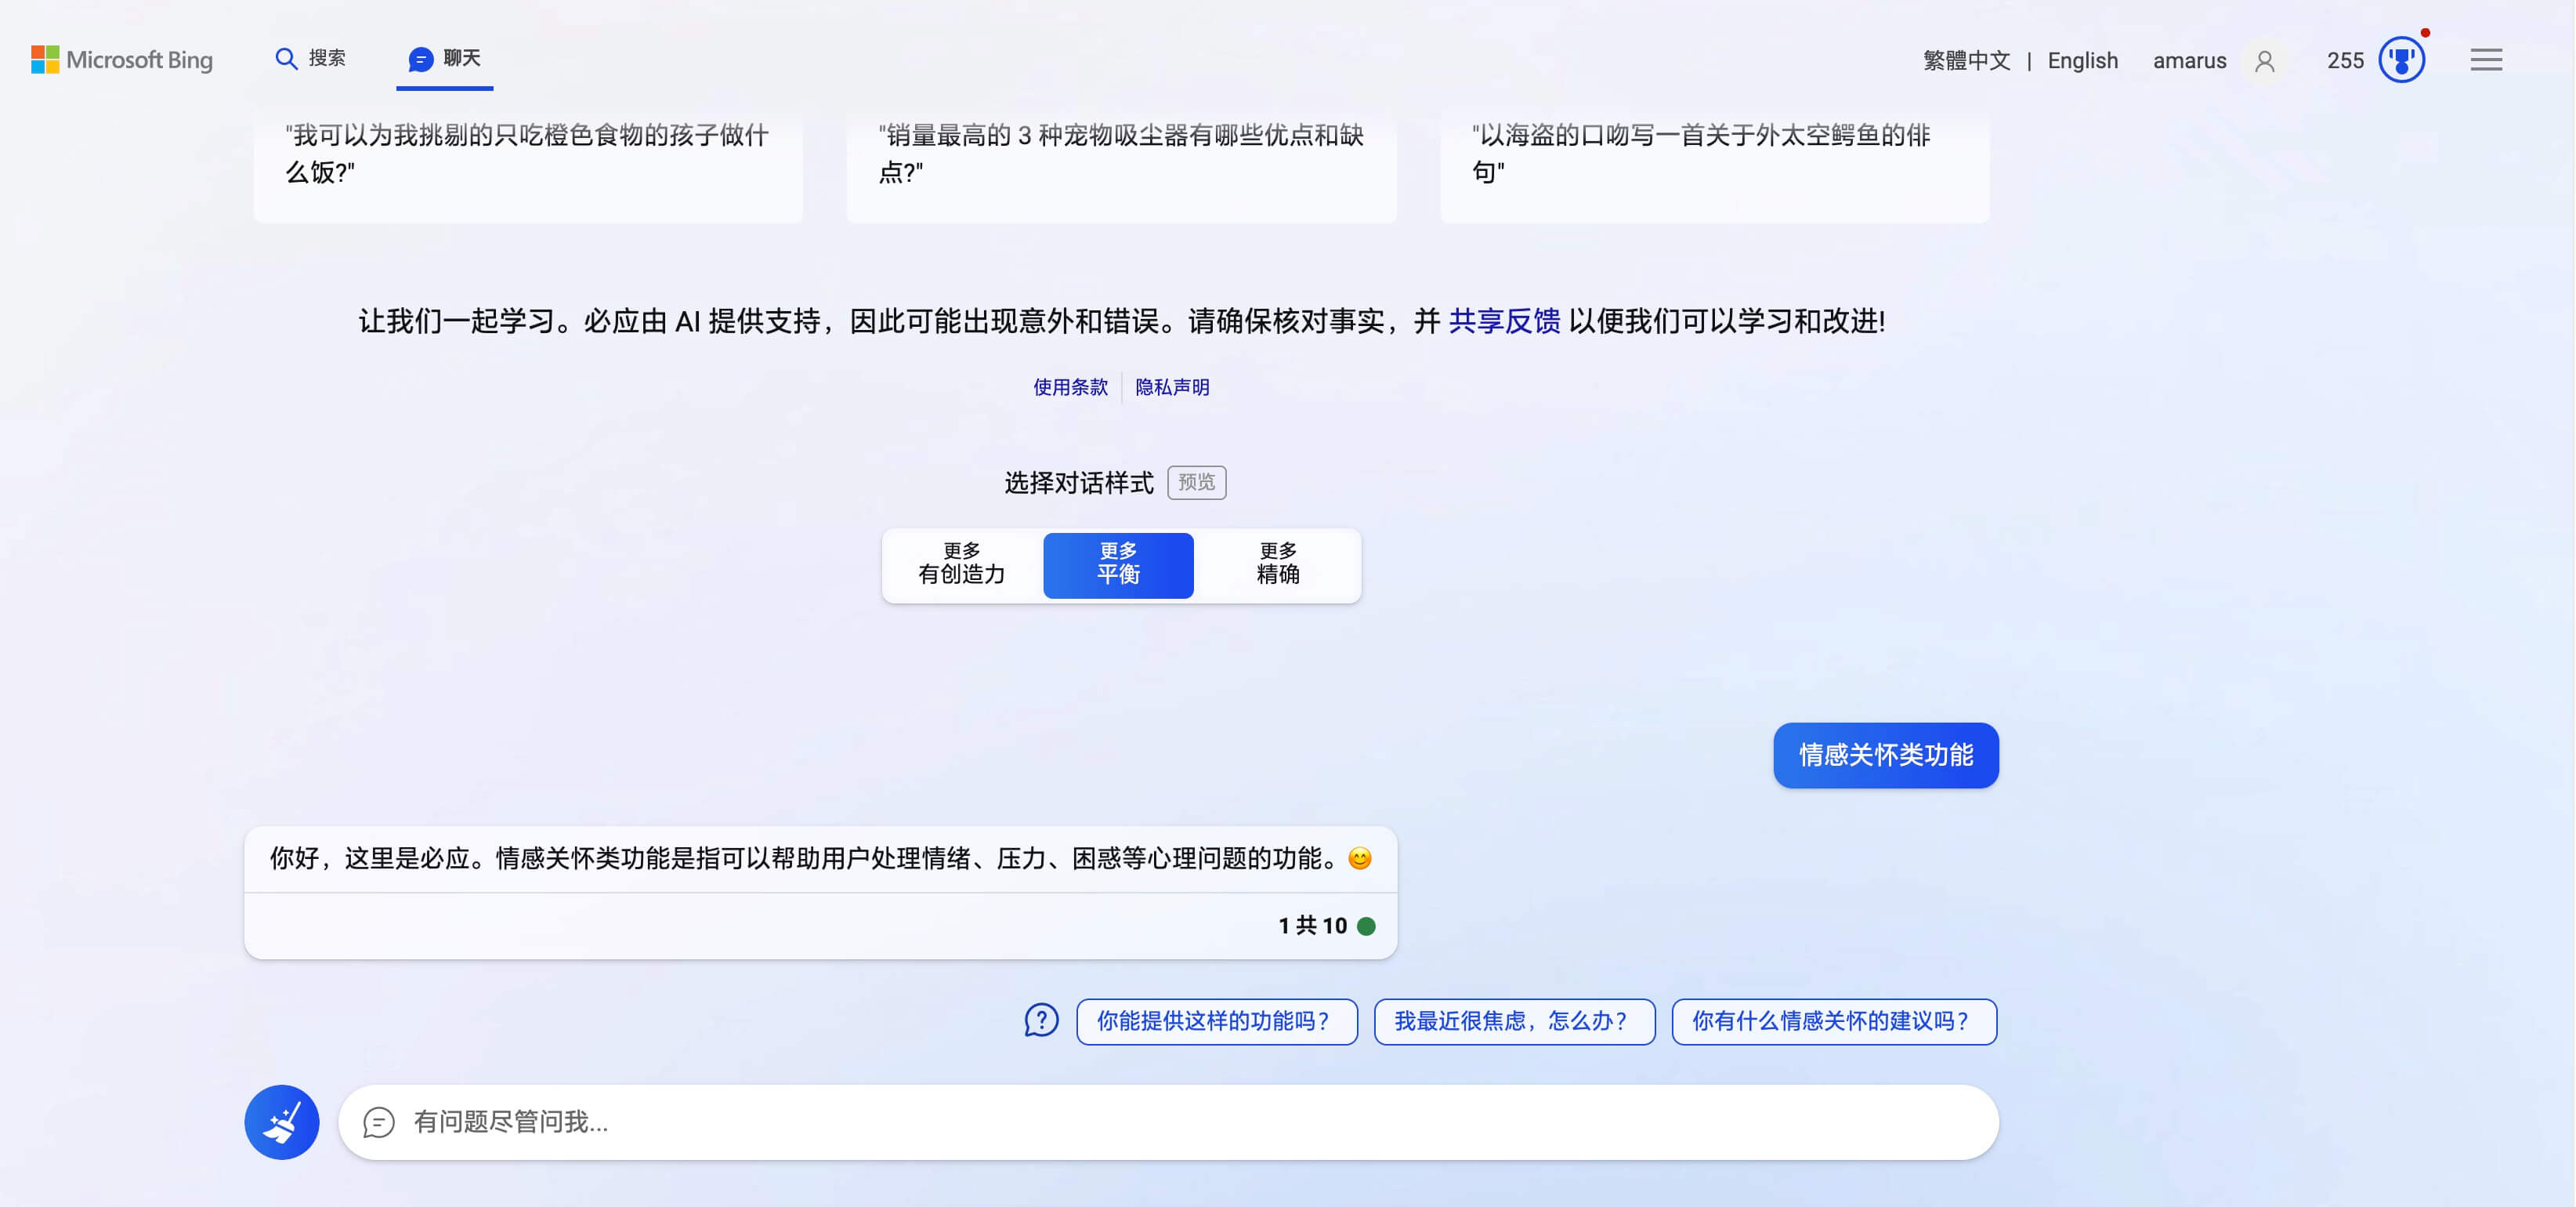 Microsoft Bing
搜索
聊天
繁體中文 | English
amarus
255
"我可以为我挑剔的只吃橙色食物的孩子做什
么饭?"
"销量最高的 3 种宠物吸尘器有哪些优点和缺
点?"
"以海盗的口吻写一首关于外太空鳄鱼的俳
句"
让我们一起学习。必应由 AI 提供支持，因此可能出现意外和错误。请确保核对事实，并 共享反馈 以便我们可以学习和改进!
使用条款
隐私声明
选择对话样式
预览
更多
有创造力
更多
平衡
更多
精确
情感关怀类功能
你好，这里是必应。情感关怀类功能是指可以帮助用户处理情绪、压力、困惑等心理问题的功能。😊
1 共 10
你能提供这样的功能吗？
我最近很焦虑，怎么办？
你有什么情感关怀的建议吗？
有问题尽管问我...